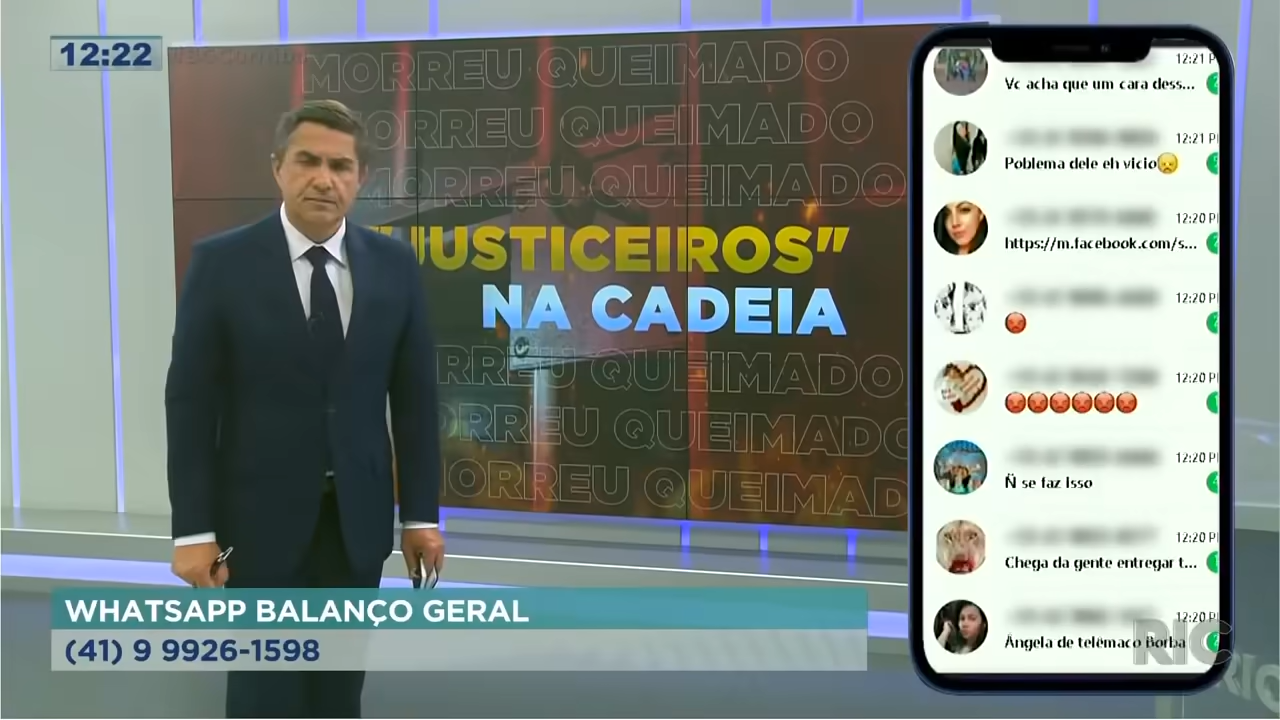 12:22
MORREU QUEIMADO
MORREU QUEIMADO
MORREU QUEIMADO
"JUSTICEIROS"
NA CADEIA
MORREU QUEIMADO
MORREU QUEIMADO
MORREU QUEIMADO
WHATSAPP BALANÇO GERAL
(41) 9 9926-1598
12:21 P
Vc acha que um cara dess...
12:21 P
Poblema dele eh vicio😞
12:20 P
https://m.facebook.com/s...
12:20 P
😡
12:20 P
😡😡😡😡😡😡
12:20 P
Ñ se faz Isso
12:20 P
Chega da gente entregar t...
12:20 P
Ângela de telêmaco Borba
RIC
RIC